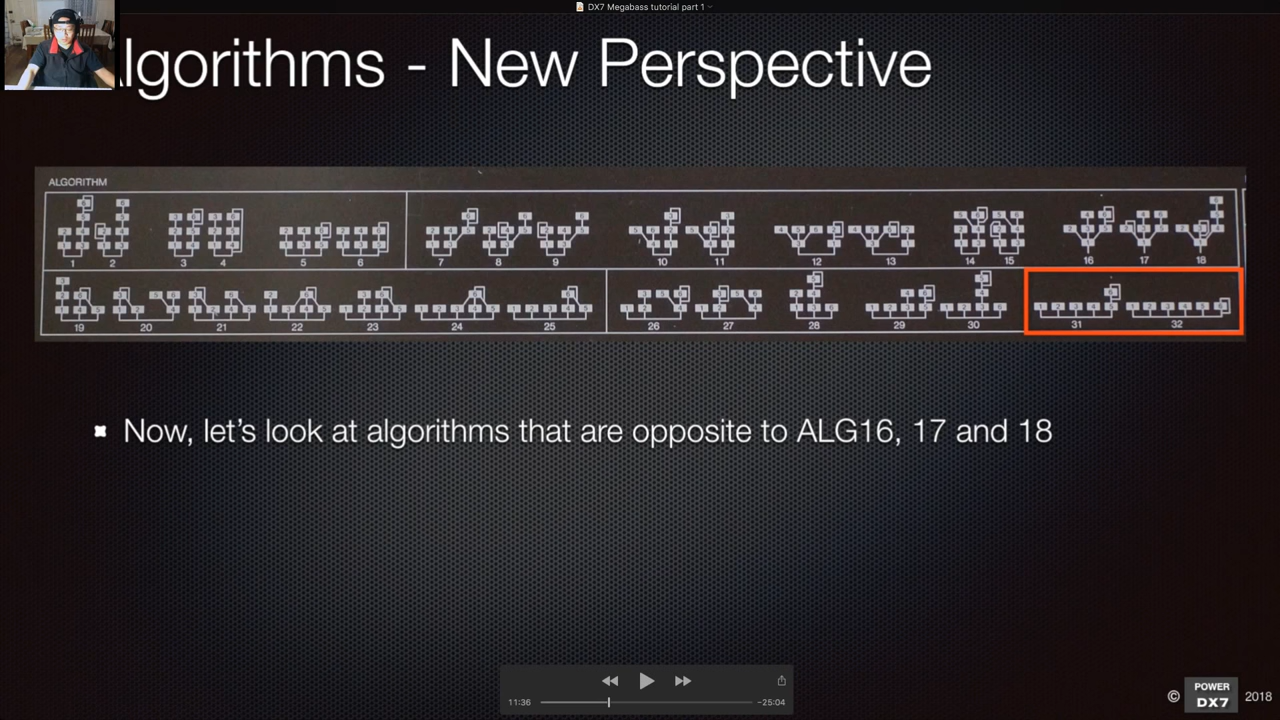 DX7 Megabass tutorial part 1
lgorithms - New Perspective
ALGORITHM
1 2 3 4 5 6 7 8 9 10 11 12 13 14 15 16 17 18
19 20 21 22 23 24 25 26 27 28 29 30 31 32
Now, let's look at algorithms that are opposite to ALG16, 17 and 18
11:36 -25:04
© POWER DX7 2018